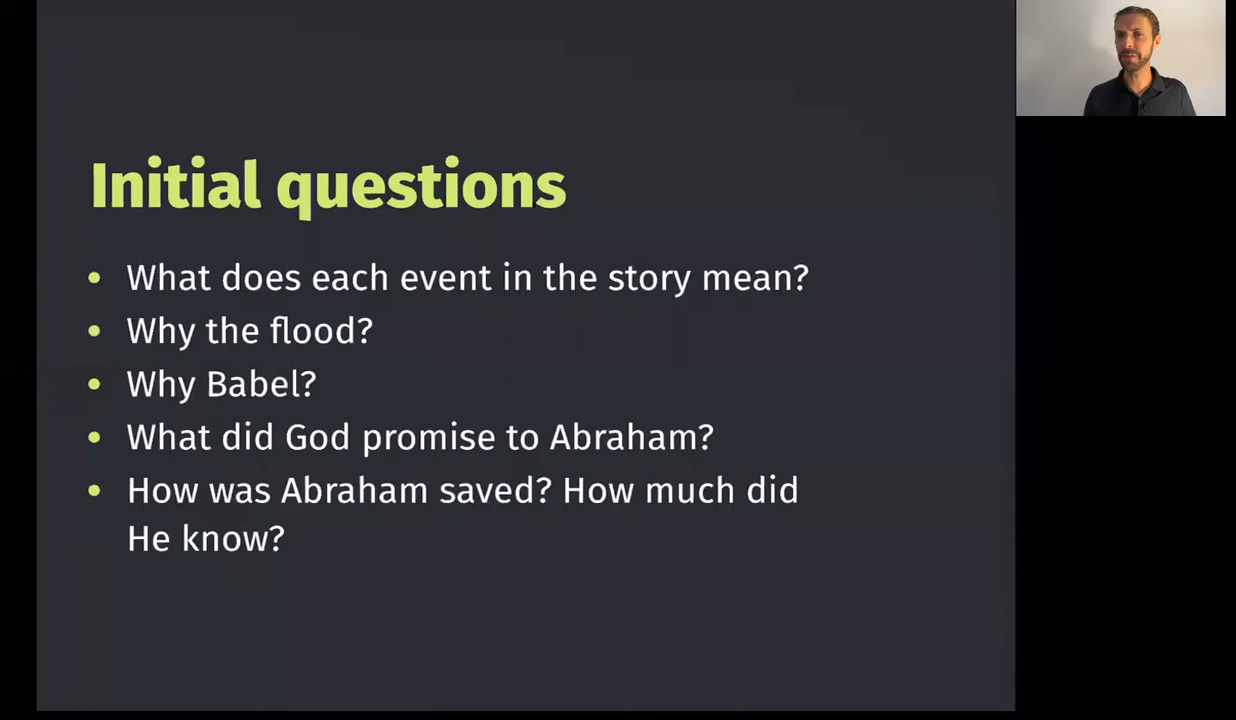 Initial questions
• What does each event in the story mean?
• Why the flood?
• Why Babel?
• What did God promise to Abraham?
• How was Abraham saved? How much did
He know?